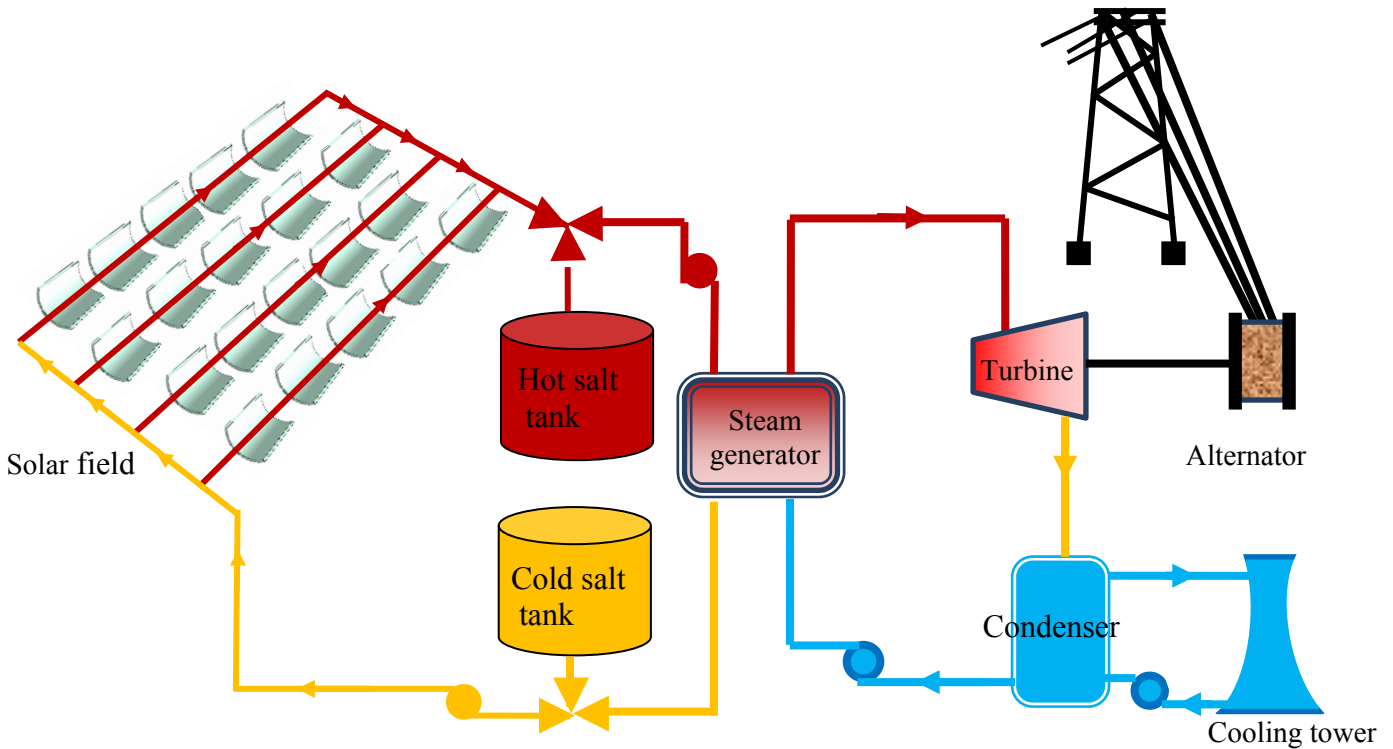 Hot salt
tank
Turbine
Steam
generator
Solar field
Alternator
Cold salt
tank
Condenser
Cooling tower